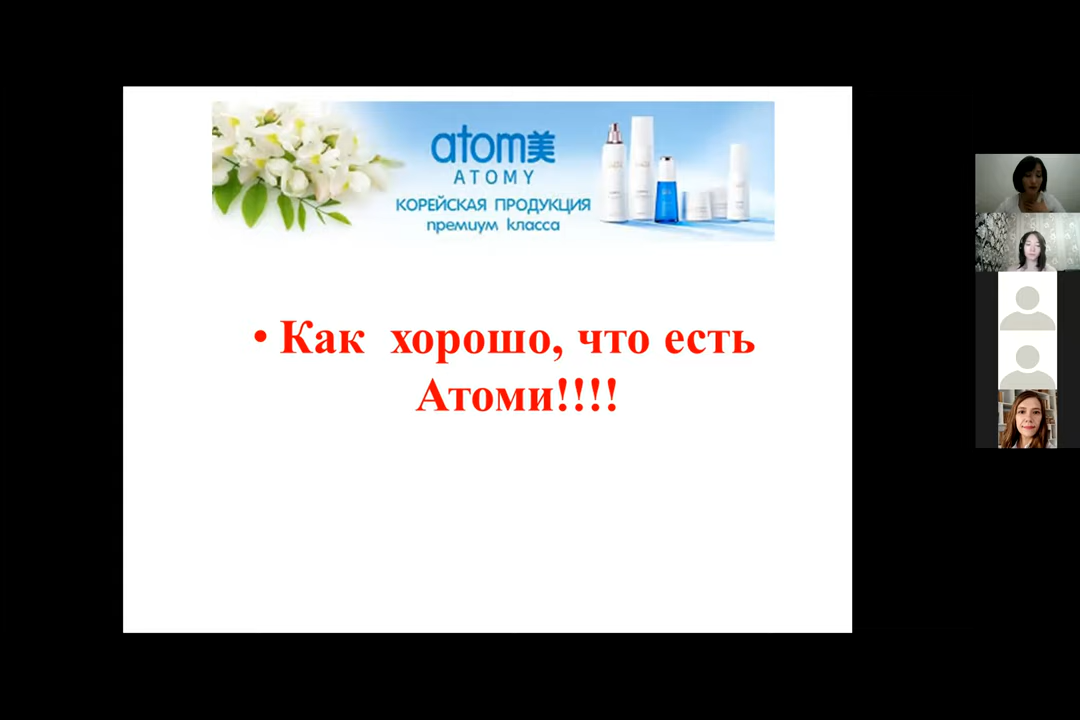 atom美
ATOMY
КОРЕЙСКАЯ ПРОДУКЦИЯ
премиум класса
• Как хорошо, что есть
Атоми!!!!